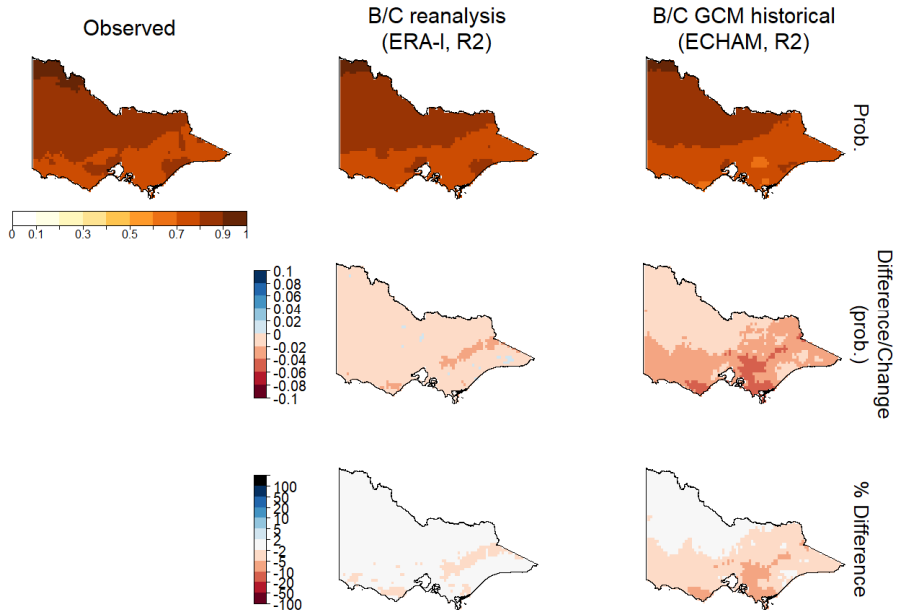 Observed
B/C reanalysis
(ERA-I, R2)
B/C GCM historical
(ECHAM, R2)
Prob.
0 0.1 0.3 0.5 0.7 0.9 1
0.1
0.08
0.06
0.04
0.02
0
-0.02
-0.04
-0.06
-0.08
-0.1
Difference/Change
(prob.)
100
50
20
10
5
2
-2
-5
-10
-20
-50
-100
% Difference